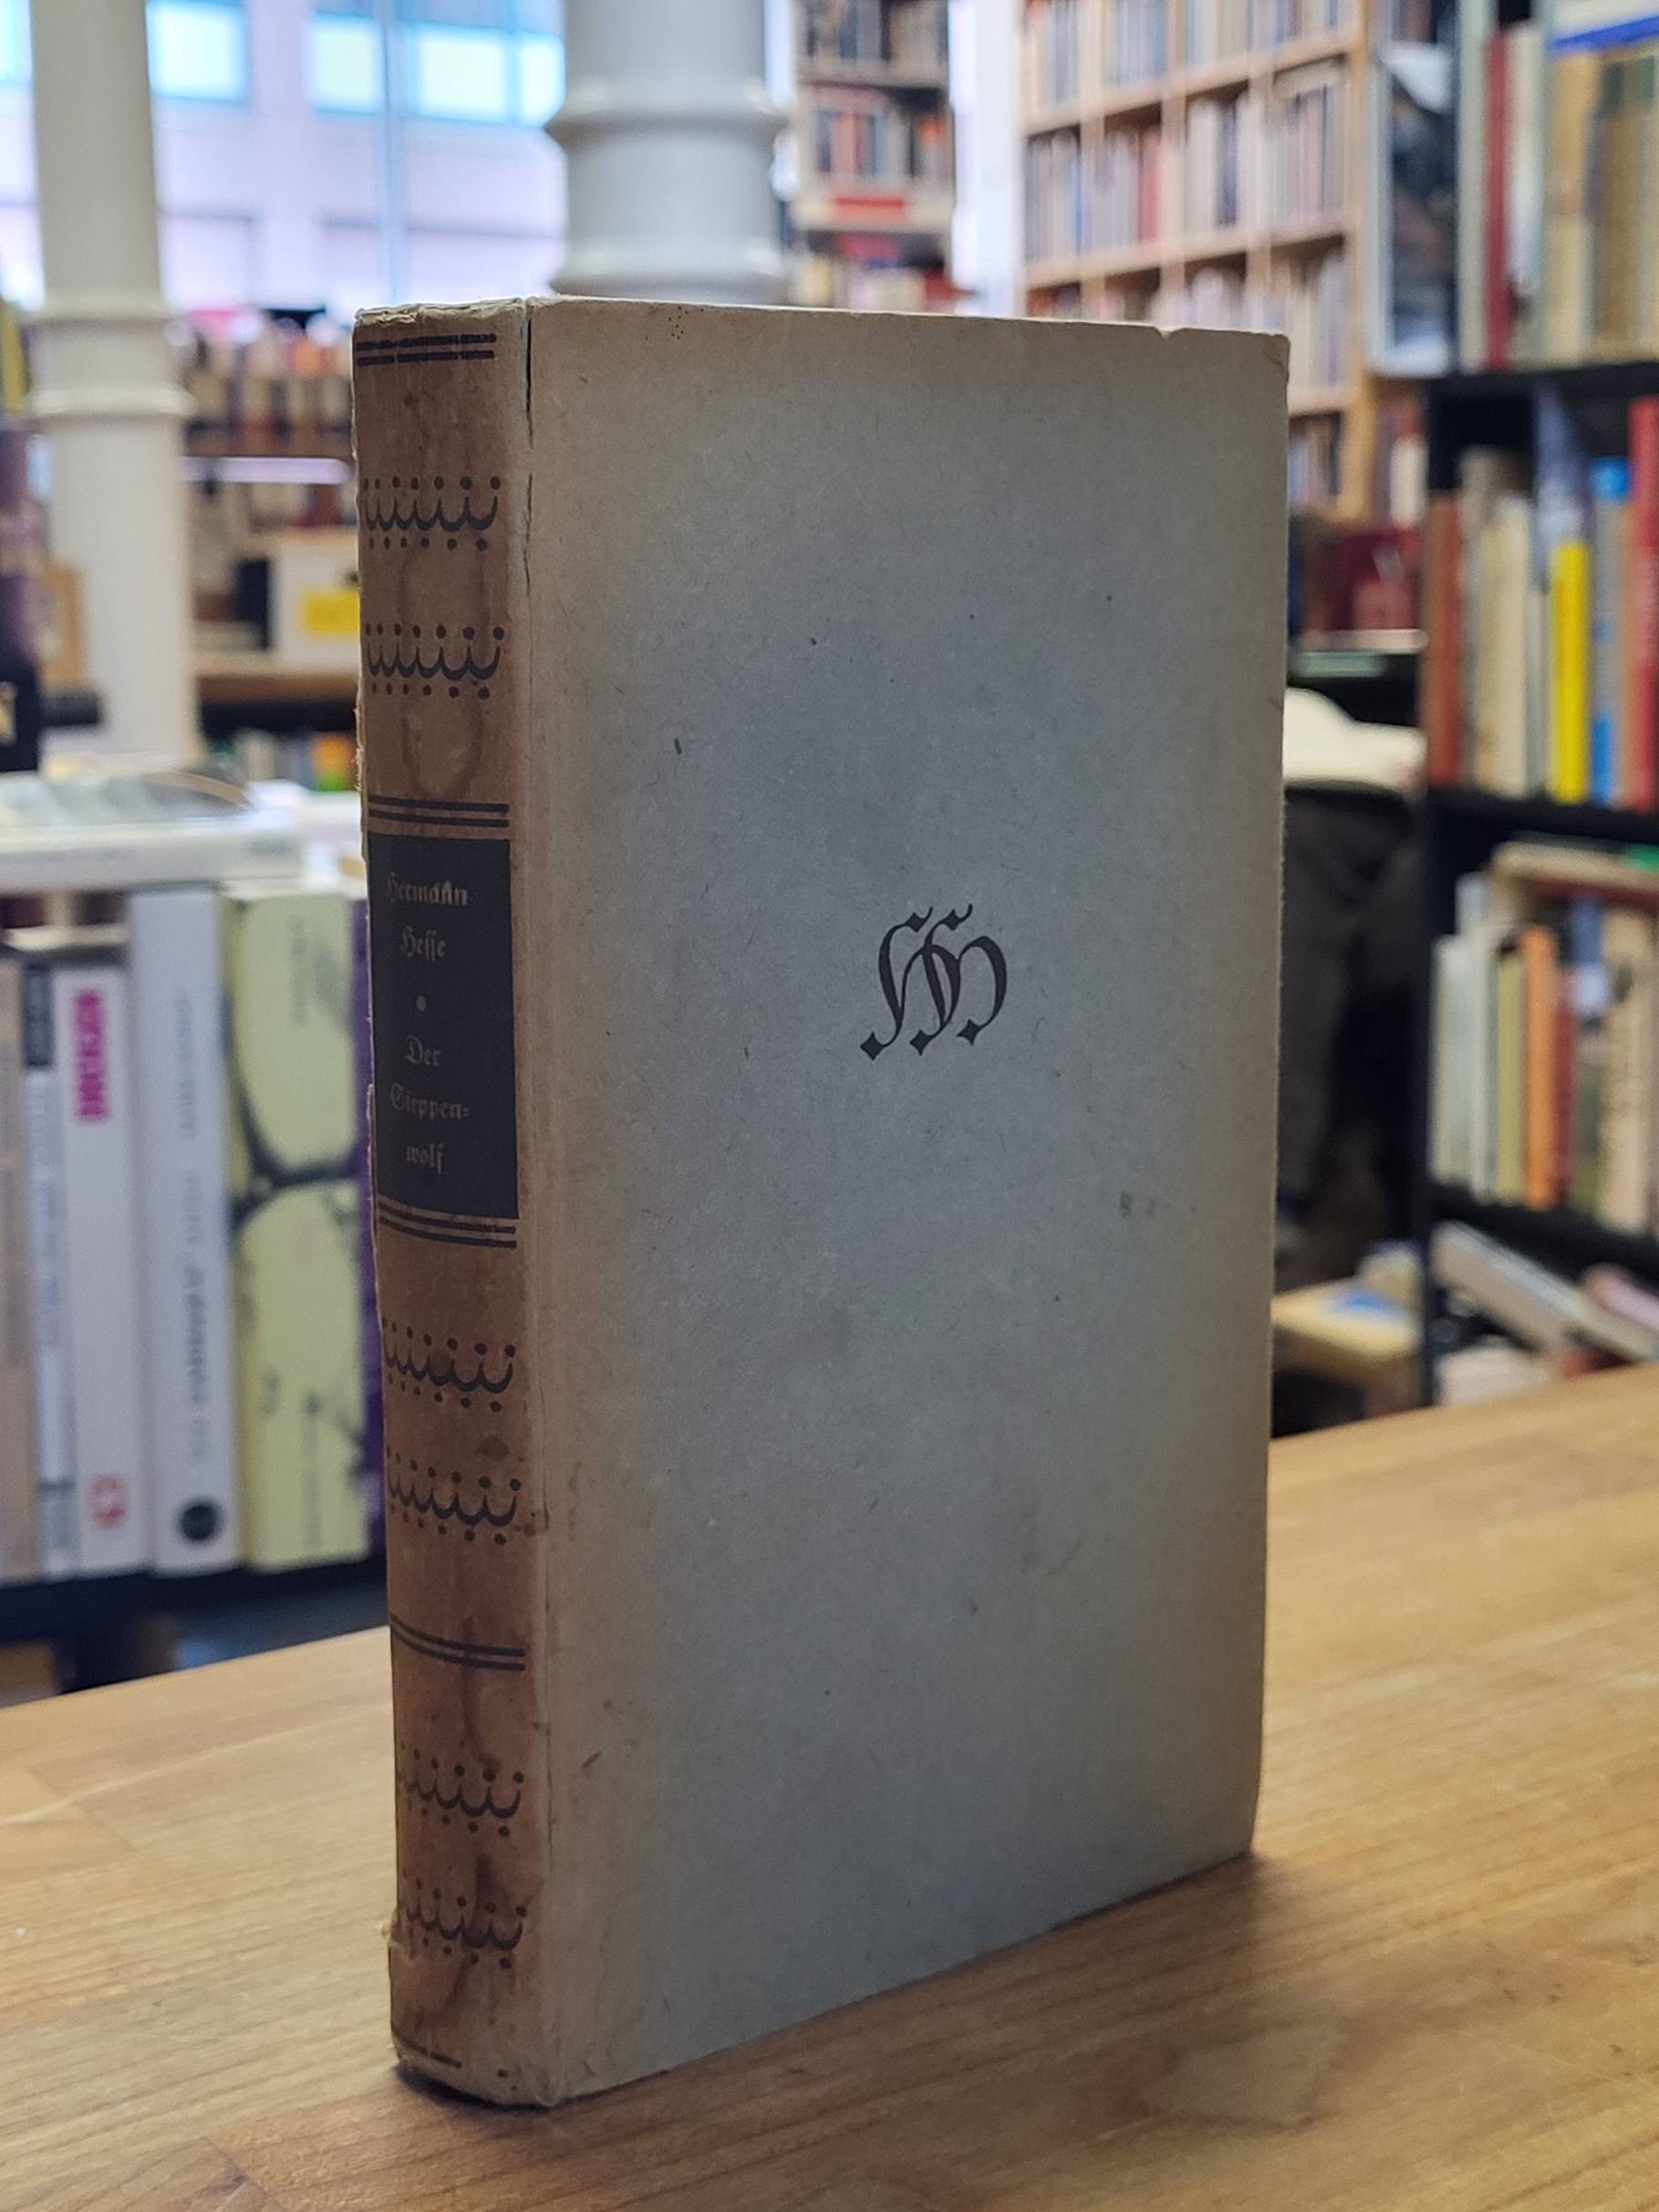 Hermann
Hesse
•
Der
Steppen=
wolf
HH
N